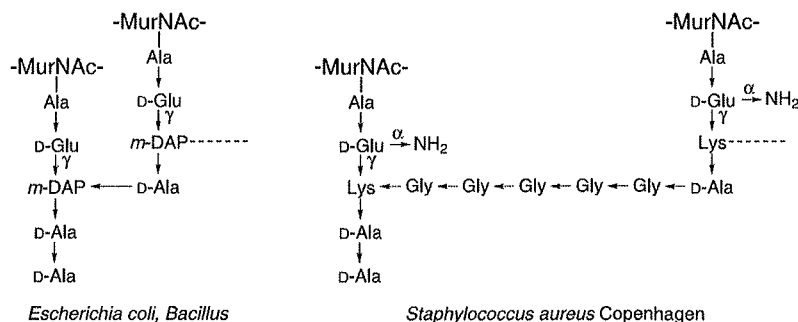 -MurNAc-
Ala
D-Glu
γ
m-DAP
D-Ala
-MurNAc-
Ala
D-Glu
γ
m-DAP
D-Ala
D-Ala
Escherichia coli, Bacillus
-MurNAc-
Ala
D-Glu α NH₂
γ
Lys Gly Gly Gly Gly Gly D-Ala
D-Ala
D-Ala
-MurNAc-
Ala
D-Glu α NH₂
γ
Lys
Staphylococcus aureus Copenhagen